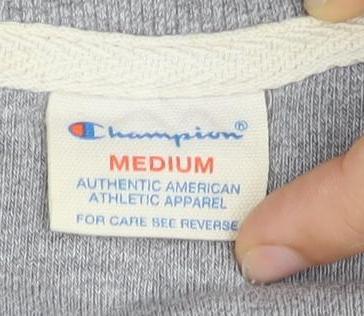 Champion®
MEDIUM
AUTHENTIC AMERICAN
ATHLETIC APPAREL
FOR CARE SEE REVERSE